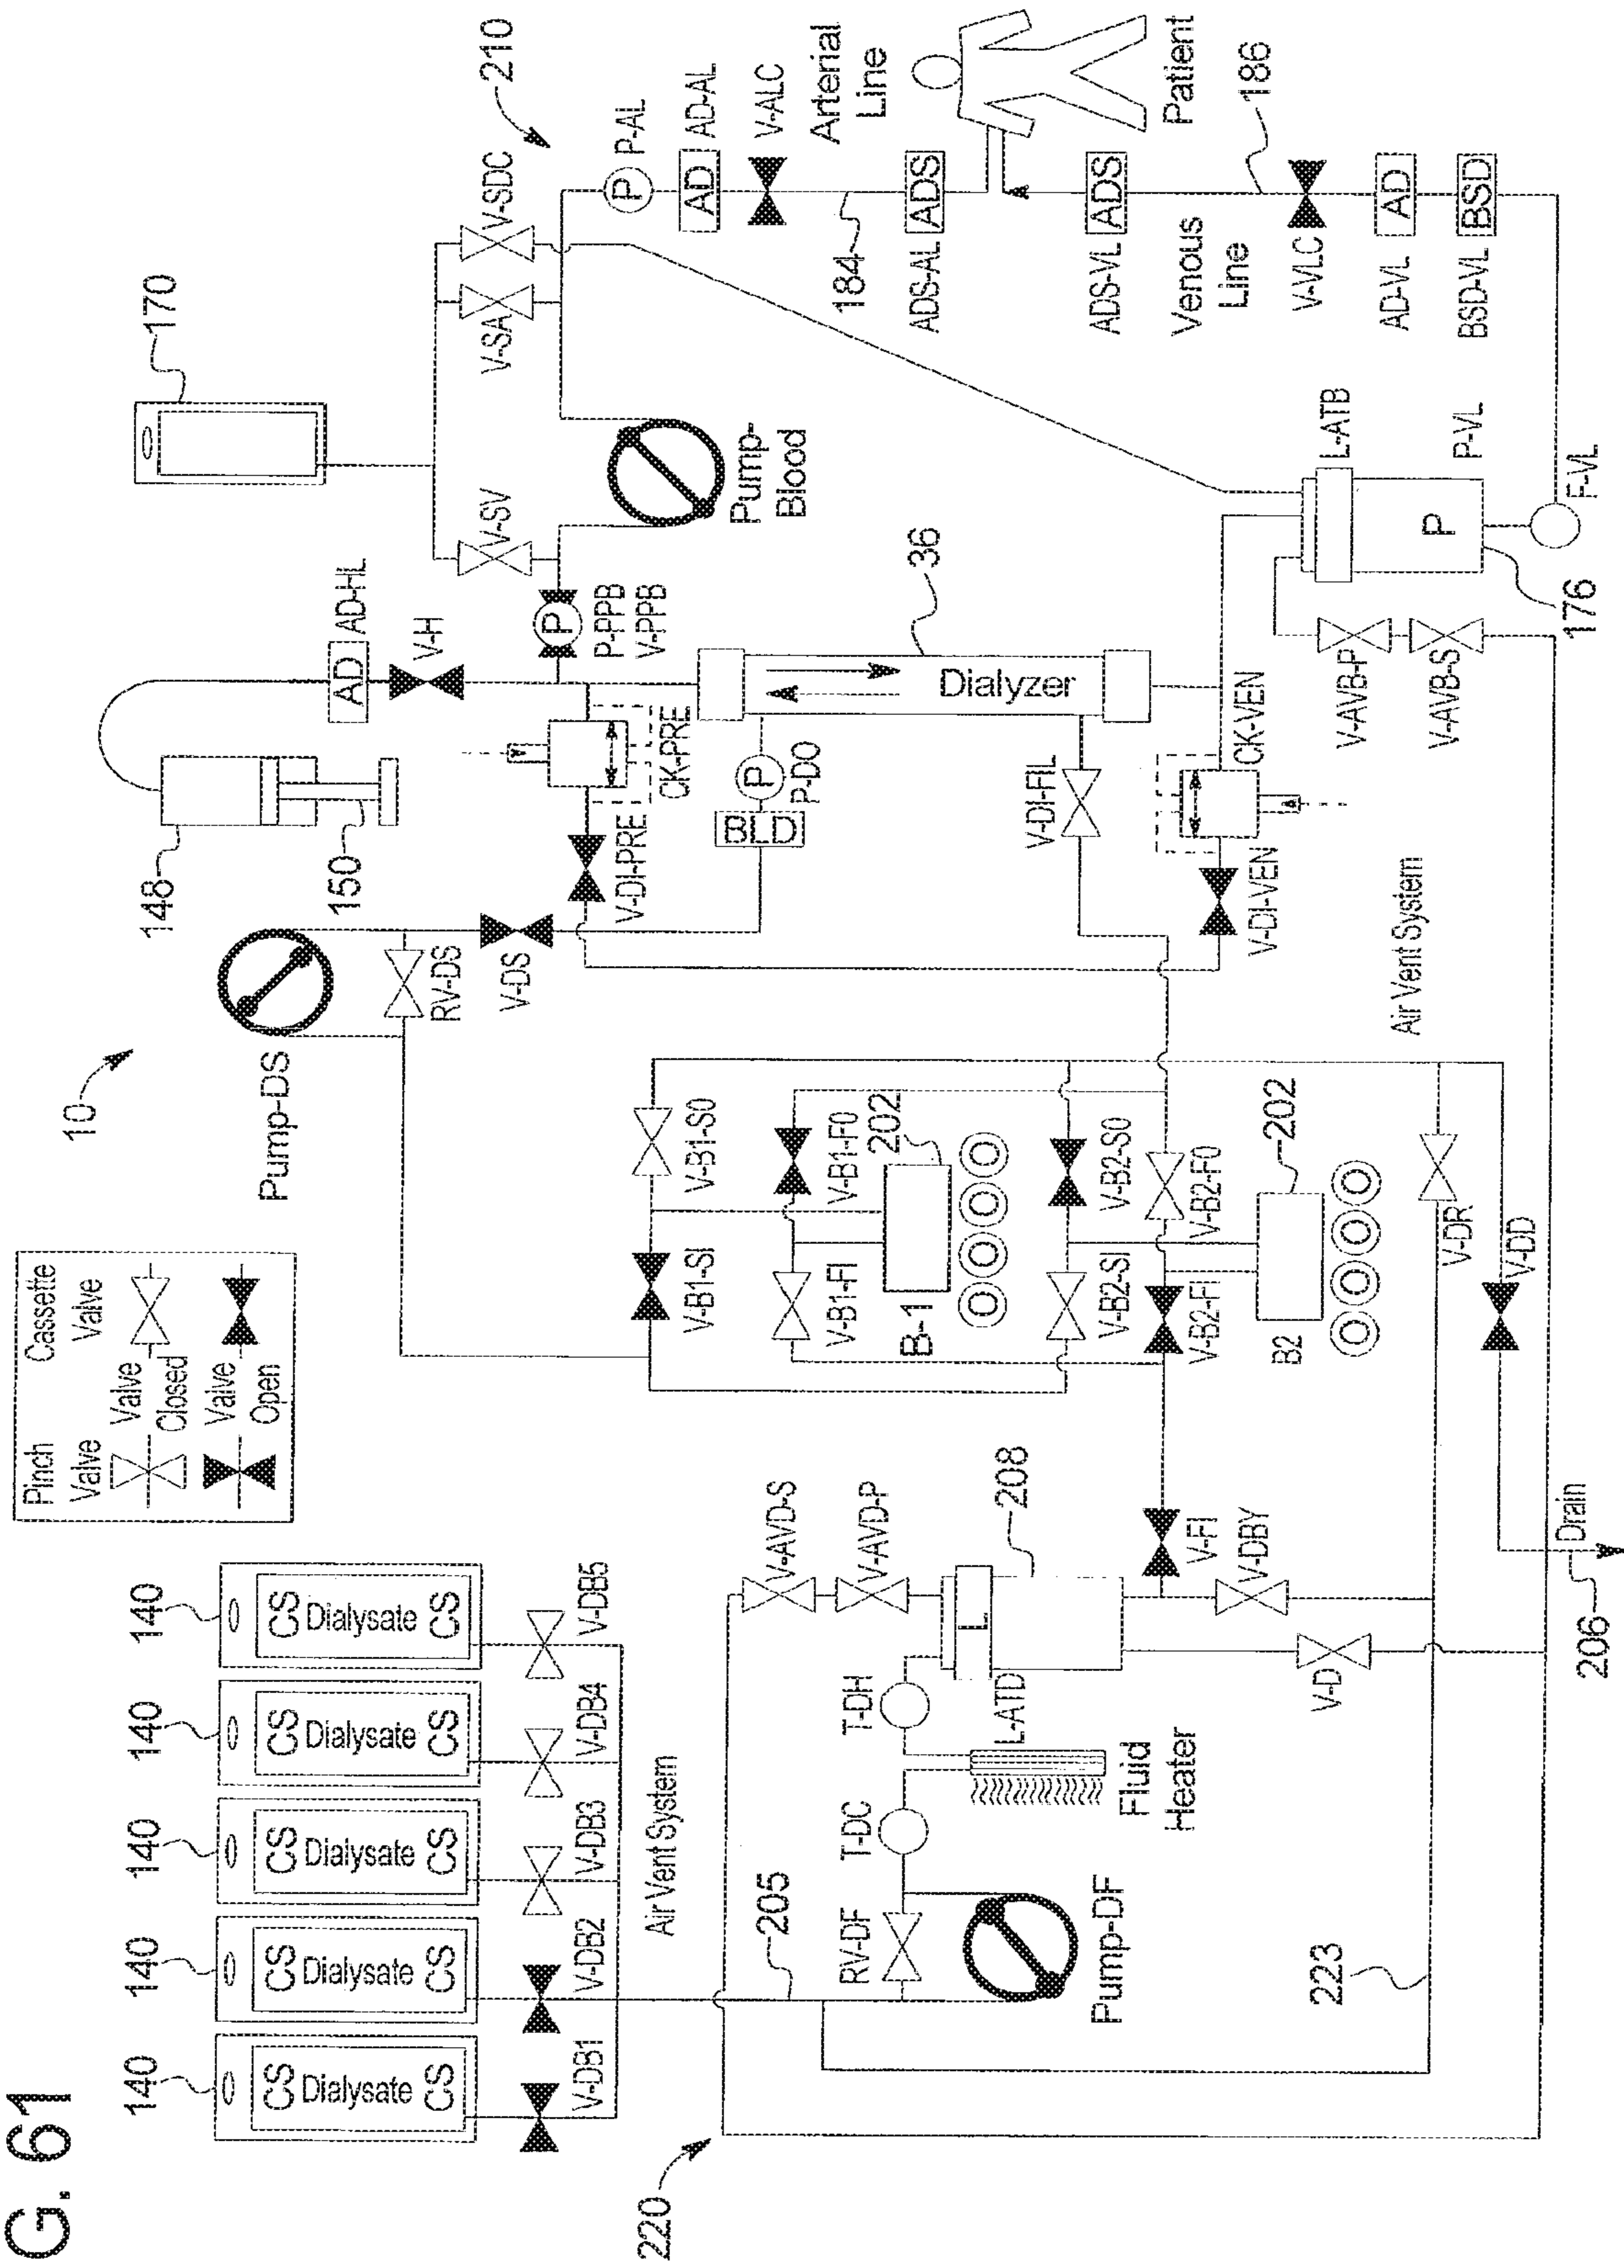 G. 61
10
210
220
Pinch
Valve
Cassette
Valve
Valve
Closed
Valve
Open
140
140
140
140
140
CS Dialysate CS
CS Dialysate CS
CS Dialysate CS
CS Dialysate CS
CS Dialysate CS
V-DB1
V-DB2
V-DB3
V-DB4
V-DB5
Air Vent System
205
RV-DF
Pump-DF
T-DC
T-DH
Fluid
Heater
L-ATD
L
208
V-AVD-S
V-AVD-P
V-FI
V-DBY
V-D
223
206
Drain
Pump-DS
RV-DS
V-DS
V-B1-SI
V-B1-S0
V-B1-FI
V-B1-F0
202
B-1
V-B2-SI
V-B2-S0
V-B2-FI
V-B2-F0
202
B2
V-DR
V-DD
148
150
AD
AD-HL
V-H
V-DI-PRE
CK-PRE
BLD
P
P-DO
P
P-PPB
V-PPB
36
Dialyzer
V-DI-FIL
V-DI-VEN
CK-VEN
Air Vent System
170
V-SV
V-SA
V-SDC
Pump-
Blood
P
P-AL
AD
AD-AL
V-ALC
Arterial
Line
184
ADS
ADS-AL
Patient
ADS
ADS-VL
186
Venous
Line
V-VLC
AD
AD-VL
BSD
BSD-VL
L-ATB
P
P-VL
F-VL
176
V-AVB-P
V-AVB-S